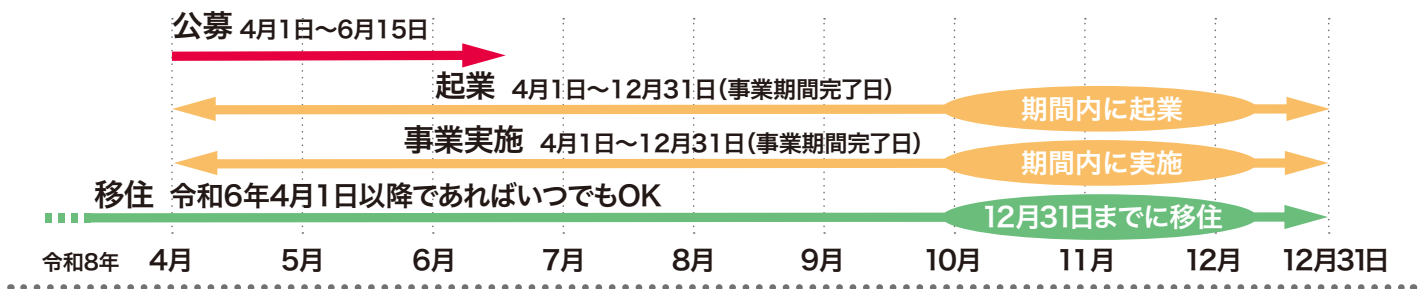 公募 4月1日〜6月15日
起業 4月1日〜12月31日(事業期間完了日)
期間内に起業
事業実施 4月1日〜12月31日(事業期間完了日)
期間内に実施
移住 令和6年4月1日以降であればいつでもOK
12月31日までに移住
令和8年 4月 5月 6月 7月 8月 9月 10月 11月 12月 12月31日